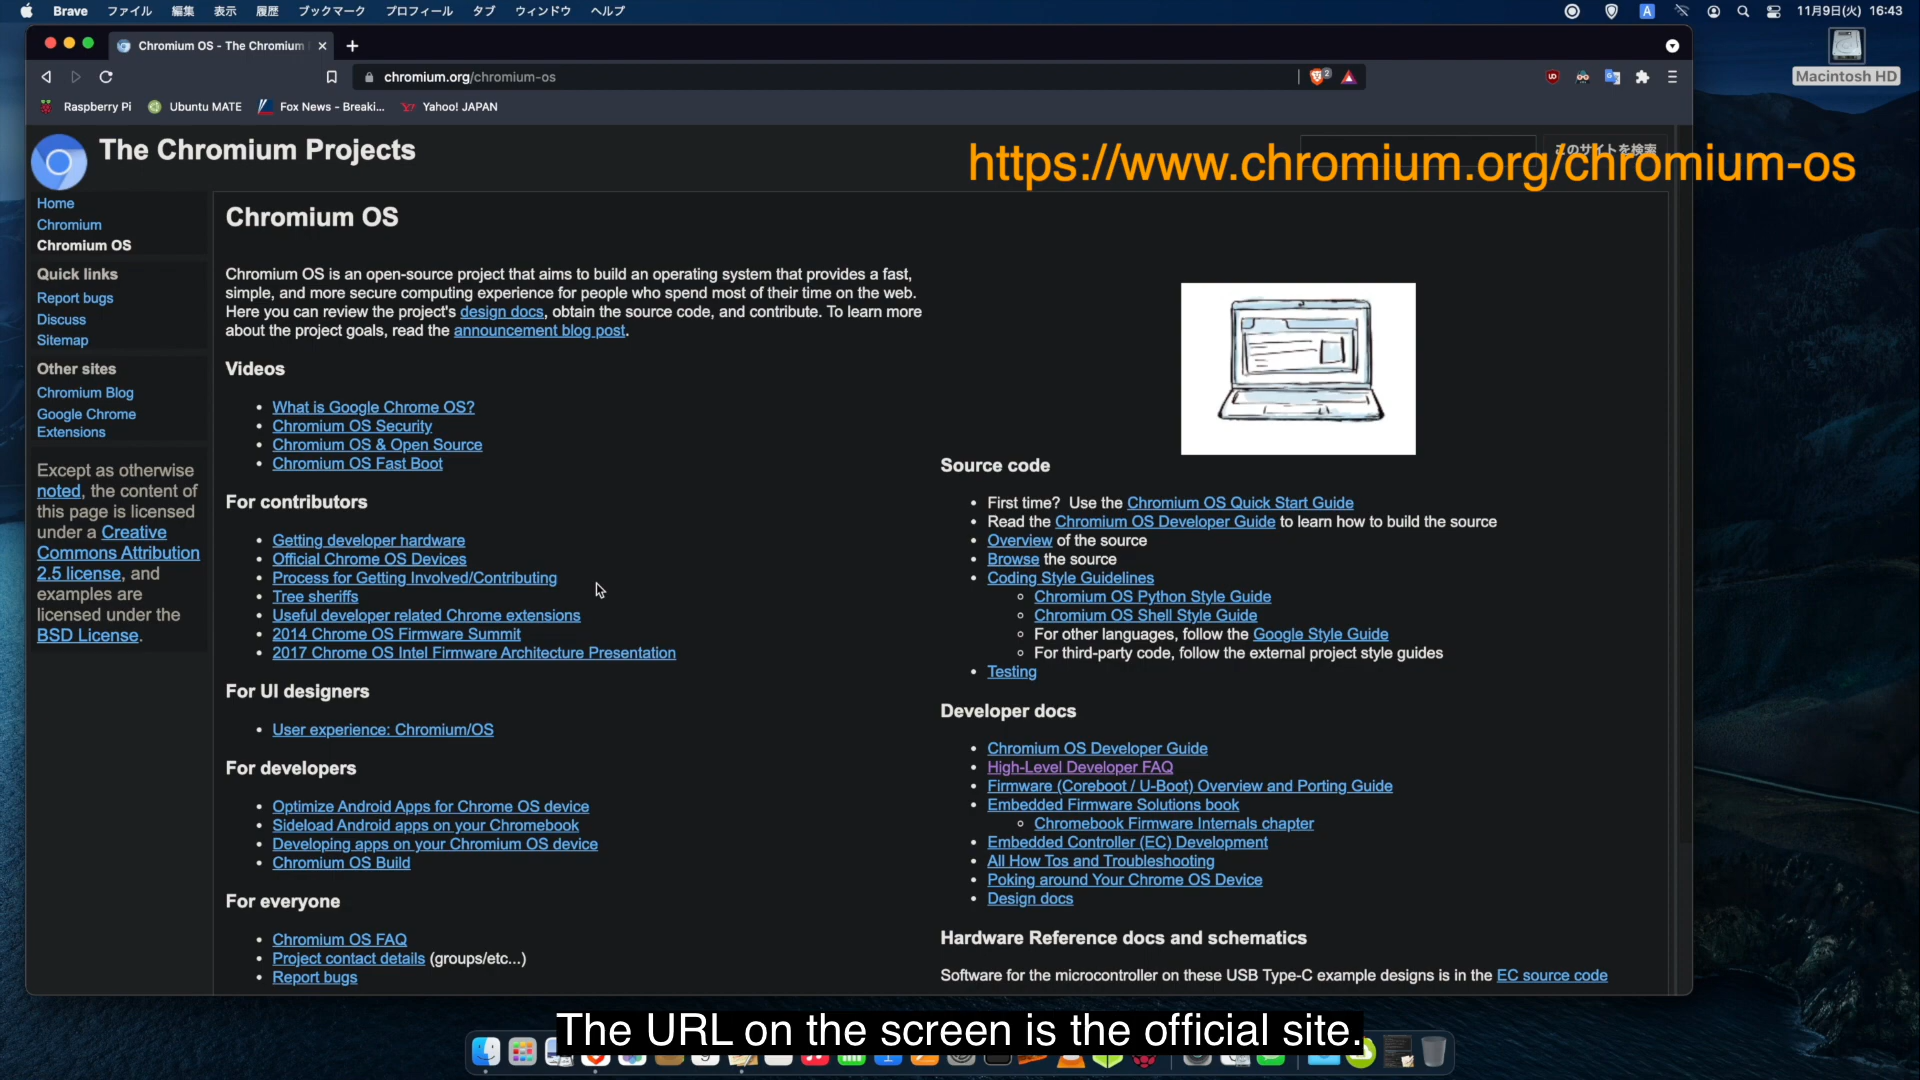 Brave ファイル 編集 表示 履歴 ブックマーク プロフィール タブ ウィンドウ ヘルプ
A 11月9日(火) 16:43
Chromium OS - The Chromium
chromium.org/chromium-os
2
Macintosh HD
Raspberry Pi Ubuntu MATE Fox News - Breaki... Yahoo! JAPAN
The Chromium Projects
このサイトを検索
https://www.chromium.org/chromium-os
Home
Chromium
Chromium OS
Quick links
Report bugs
Discuss
Sitemap
Other sites
Chromium Blog
Google Chrome
Extensions
Except as otherwise
noted, the content of
this page is licensed
under a Creative
Commons Attribution
2.5 license, and
examples are
licensed under the
BSD License.
Chromium OS
Chromium OS is an open-source project that aims to build an operating system that provides a fast,
simple, and more secure computing experience for people who spend most of their time on the web.
Here you can review the project's design docs, obtain the source code, and contribute. To learn more
about the project goals, read the announcement blog post.
Videos
• What is Google Chrome OS?
• Chromium OS Security
• Chromium OS & Open Source
• Chromium OS Fast Boot
For contributors
• Getting developer hardware
• Official Chrome OS Devices
• Process for Getting Involved/Contributing
• Tree sheriffs
• Useful developer related Chrome extensions
• 2014 Chrome OS Firmware Summit
• 2017 Chrome OS Intel Firmware Architecture Presentation
For UI designers
• User experience: Chromium/OS
For developers
• Optimize Android Apps for Chrome OS device
• Sideload Android apps on your Chromebook
• Developing apps on your Chromium OS device
• Chromium OS Build
For everyone
• Chromium OS FAQ
• Project contact details (groups/etc...)
• Report bugs
Source code
• First time? Use the Chromium OS Quick Start Guide
• Read the Chromium OS Developer Guide to learn how to build the source
• Overview of the source
• Browse the source
• Coding Style Guidelines
○ Chromium OS Python Style Guide
○ Chromium OS Shell Style Guide
○ For other languages, follow the Google Style Guide
○ For third-party code, follow the external project style guides
• Testing
Developer docs
• Chromium OS Developer Guide
• High-Level Developer FAQ
• Firmware (Coreboot / U-Boot) Overview and Porting Guide
• Embedded Firmware Solutions book
○ Chromebook Firmware Internals chapter
• Embedded Controller (EC) Development
• All How Tos and Troubleshooting
• Poking around Your Chrome OS Device
• Design docs
Hardware Reference docs and schematics
Software for the microcontroller on these USB Type-C example designs is in the EC source code
The URL on the screen is the official site.